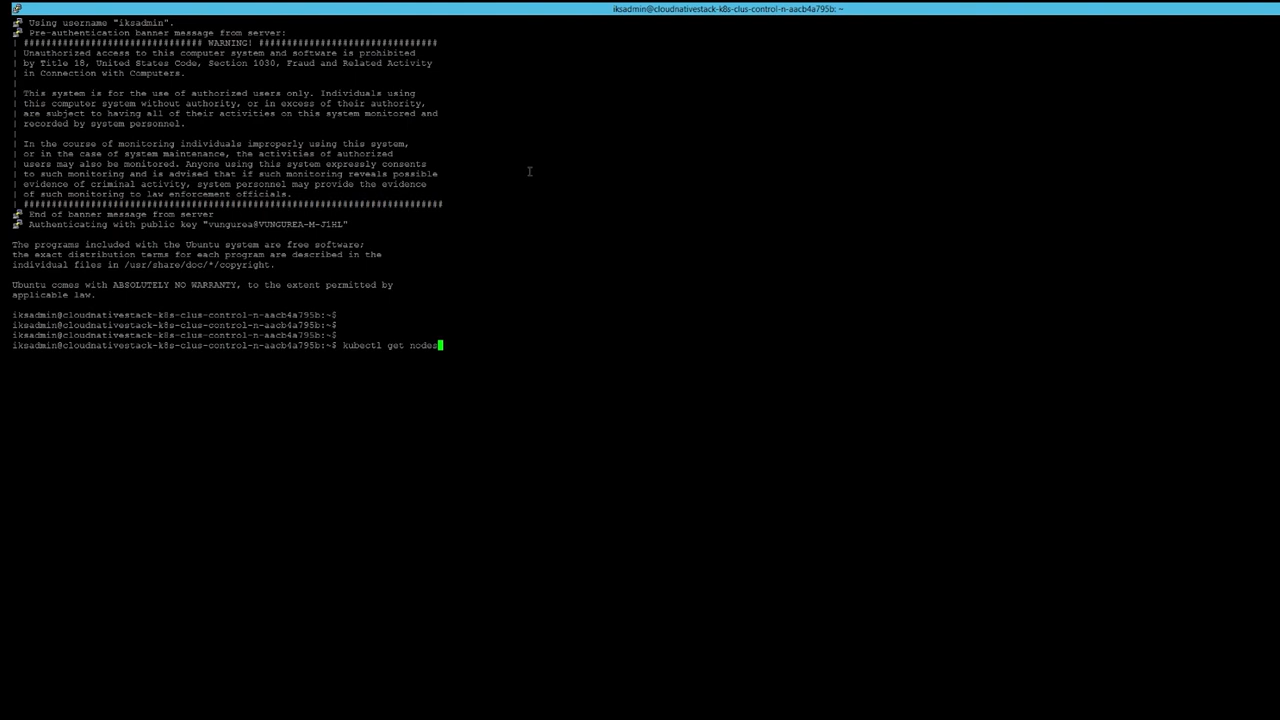 iksadmin@cloudnativestack-k8s-clus-control-n-aacb4a795b: ~
Using username "iksadmin".
Pre-authentication banner message from server:
| ############################### WARNING! ###############################
| Unauthorized access to this computer system and software is prohibited
| by Title 18, United States Code, Section 1030, Fraud and Related Activity
| in Connection with Computers.
|
| This system is for the use of authorized users only. Individuals using
| this computer system without authority, or in excess of their authority,
| are subject to having all of their activities on this system monitored and
| recorded by system personnel.
|
| In the course of monitoring individuals improperly using this system,
| or in the case of system maintenance, the activities of authorized
| users may also be monitored. Anyone using this system expressly consents
| to such monitoring and is advised that if such monitoring reveals possible
| evidence of criminal activity, system personnel may provide the evidence
| of such monitoring to law enforcement officials.
| ##########################################################################
End of banner message from server
Authenticating with public key "vungurea@VUNGUREA-M-J1HL"
The programs included with the Ubuntu system are free software;
the exact distribution terms for each program are described in the
individual files in /usr/share/doc/*/copyright.
Ubuntu comes with ABSOLUTELY NO WARRANTY, to the extent permitted by
applicable law.
iksadmin@cloudnativestack-k8s-clus-control-n-aacb4a795b:~$
iksadmin@cloudnativestack-k8s-clus-control-n-aacb4a795b:~$
iksadmin@cloudnativestack-k8s-clus-control-n-aacb4a795b:~$
iksadmin@cloudnativestack-k8s-clus-control-n-aacb4a795b:~$ kubectl get nodes